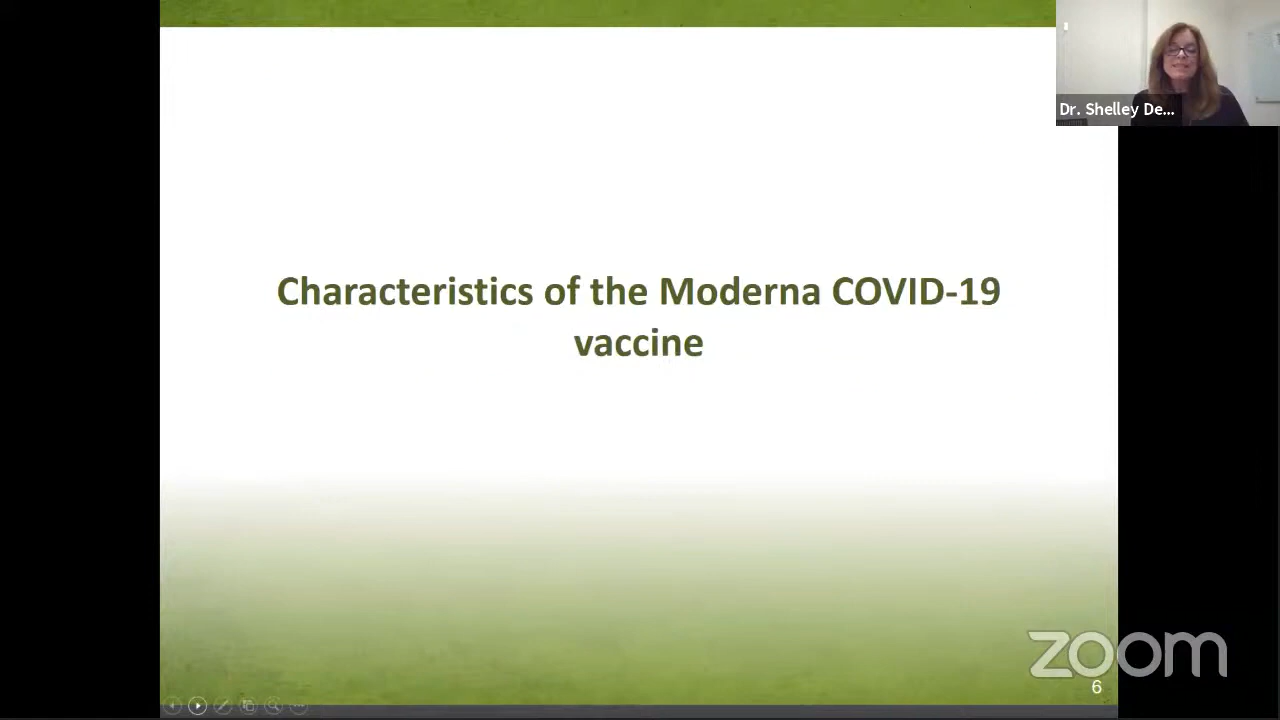 Dr. Shelley De...
Characteristics of the Moderna COVID-19
vaccine
zoom
6